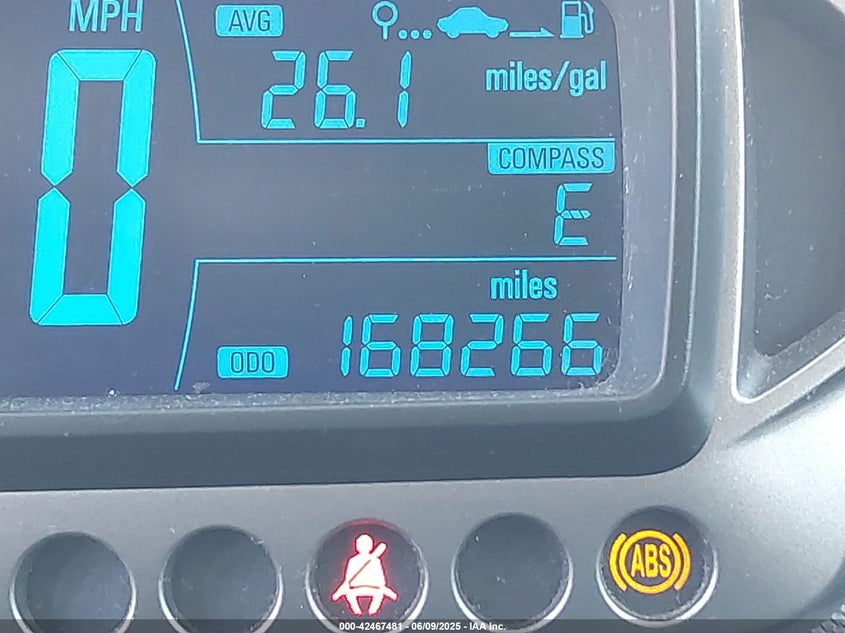 MPH
0
AVG
26.1 miles/gal
COMPASS
E
miles
ODO 168266
ABS
000-42467481 - 06/09/2025 - IAA Inc.